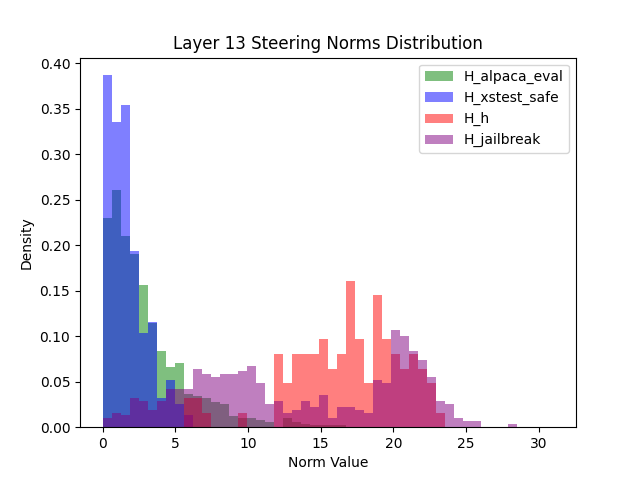 Layer 13 Steering Norms Distribution
H_alpaca_eval
H_xstest_safe
H_h
H_jailbreak
Density
0.40
0.35
0.30
0.25
0.20
0.15
0.10
0.05
0.00
0 5 10 15 20 25 30
Norm Value